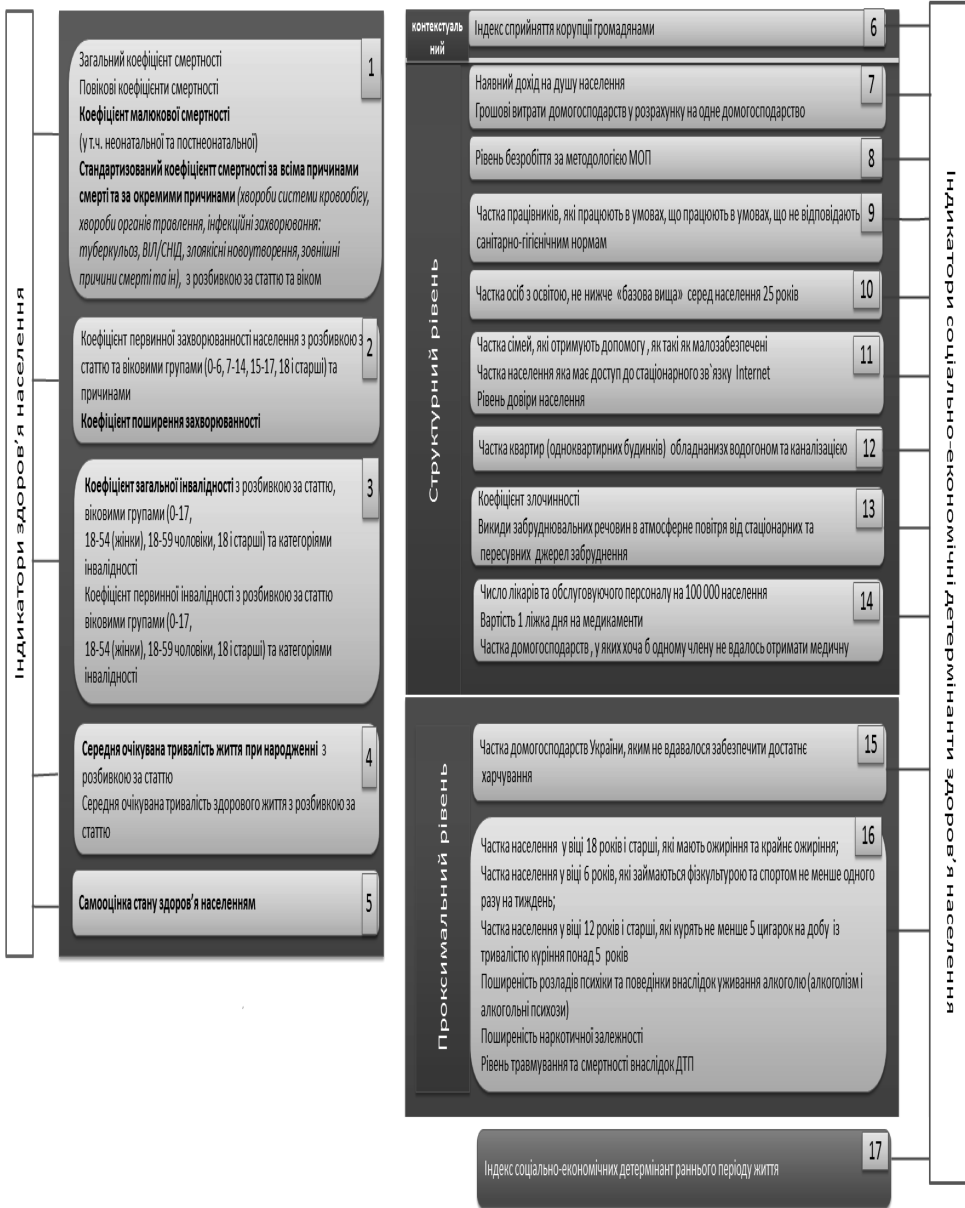 Індикатори здоров’я населення
Загальний коефіцієнт смертності
1
Повікові коефіцієнти смертності
Коефіцієнт малюкової смертності
(у т.ч. неонатальної та постнеонатальної)
Стандартизований коефіцієнтт смертності за всіма причинами
смерті та за окремими причинами (хвороби системи кровообігу,
хвороби органів травлення, інфекційні захворювання:
туберкульоз, ВІЛ/СНІД, злоякісні новоутворення, зовнішні
причини смерті та ін), з розбивкою за статтю та віком
Коефіцієнт первинної захворюваності населення з розбивкою з
2
статтю та віковими групами (0-6, 7-14, 15-17, 18 і старші) та
причинами
Коефіцієнт поширення захворюваності
Коефіцієнт загальної інвалідності з розбивкою за статтю,
3
віковими групами (0-17,
18-54 (жінки), 18-59 чоловіки, 18 і старші) та категоріями
інвалідності
Коефіцієнт первинної інвалідності з розбивкою за статтю
віковими групами (0-17,
18-54 (жінки), 18-59 чоловіки, 18 і старші) та категоріями
інвалідності
Середня очікувана тривалість життя при народженні з
4
розбивкою за статтю
Середня очікувана тривалість здорового життя з розбивкою за
статтю
Самооцінка стану здоров’я населенням
5
контекстуаль
ний
Індекс сприйняття корупції громадянами
6
Структурний рівень
Наявний дохід на душу населення
7
Грошові витрати домогосподарств у розрахунку на одне домогосподарство
Рівень безробіття за методологією МОП
8
Частка працівників, які працюють в умовах, що працюють в умовах, що не відповідають
9
санітарно-гігієнічним нормам
Частка осіб з освітою, не нижче «базова вища» серед населення 25 років
10
Частка сімей, які отримують допомогу , як такі як малозабезпечені
11
Частка населення яка має доступ до стаціонарного зв`язку Internet
Рівень довіри населення
Частка квартир (одноквартирних будинків) обладнанизх водогоном та каналізацією
12
Коефіцієнт злочинності
13
Викиди забруднювальних речовин в атмосферне повітря від стаціонарних та
пересувних джерел забруднення
Число лікарів та обслуговуючого персоналу на 100 000 населення
14
Вартість 1 ліжка дня на медикаменти
Частка домогосподарств , у яких хоча б одному члену не вдалось отримати медичну
Проксимальний рівень
Частка домогосподарств України, яким не вдавалося забезпечити достатнє
15
харчування
16
Частка населення у віці 18 років і старші, які мають ожиріння та крайнє ожиріння;
Частка населення у віці 6 років, які займаються фізкультурою та спортом не менше одного
разу на тиждень;
Частка населення у віці 12 років і старші, які курять не менше 5 цигарок на добу із
тривалістю куріння понад 5 років
Поширеність розладів психіки та поведінки внаслідок уживання алкоголю (алкоголізм і
алкогольні психози)
Поширеність наркотичної залежності
Рівень травмування та смертності внаслідок ДТП
Індекс соціально-економічних детермінант раннього періоду життя
17
Індикатори соціально-економічні детермінанти здоров’я населення